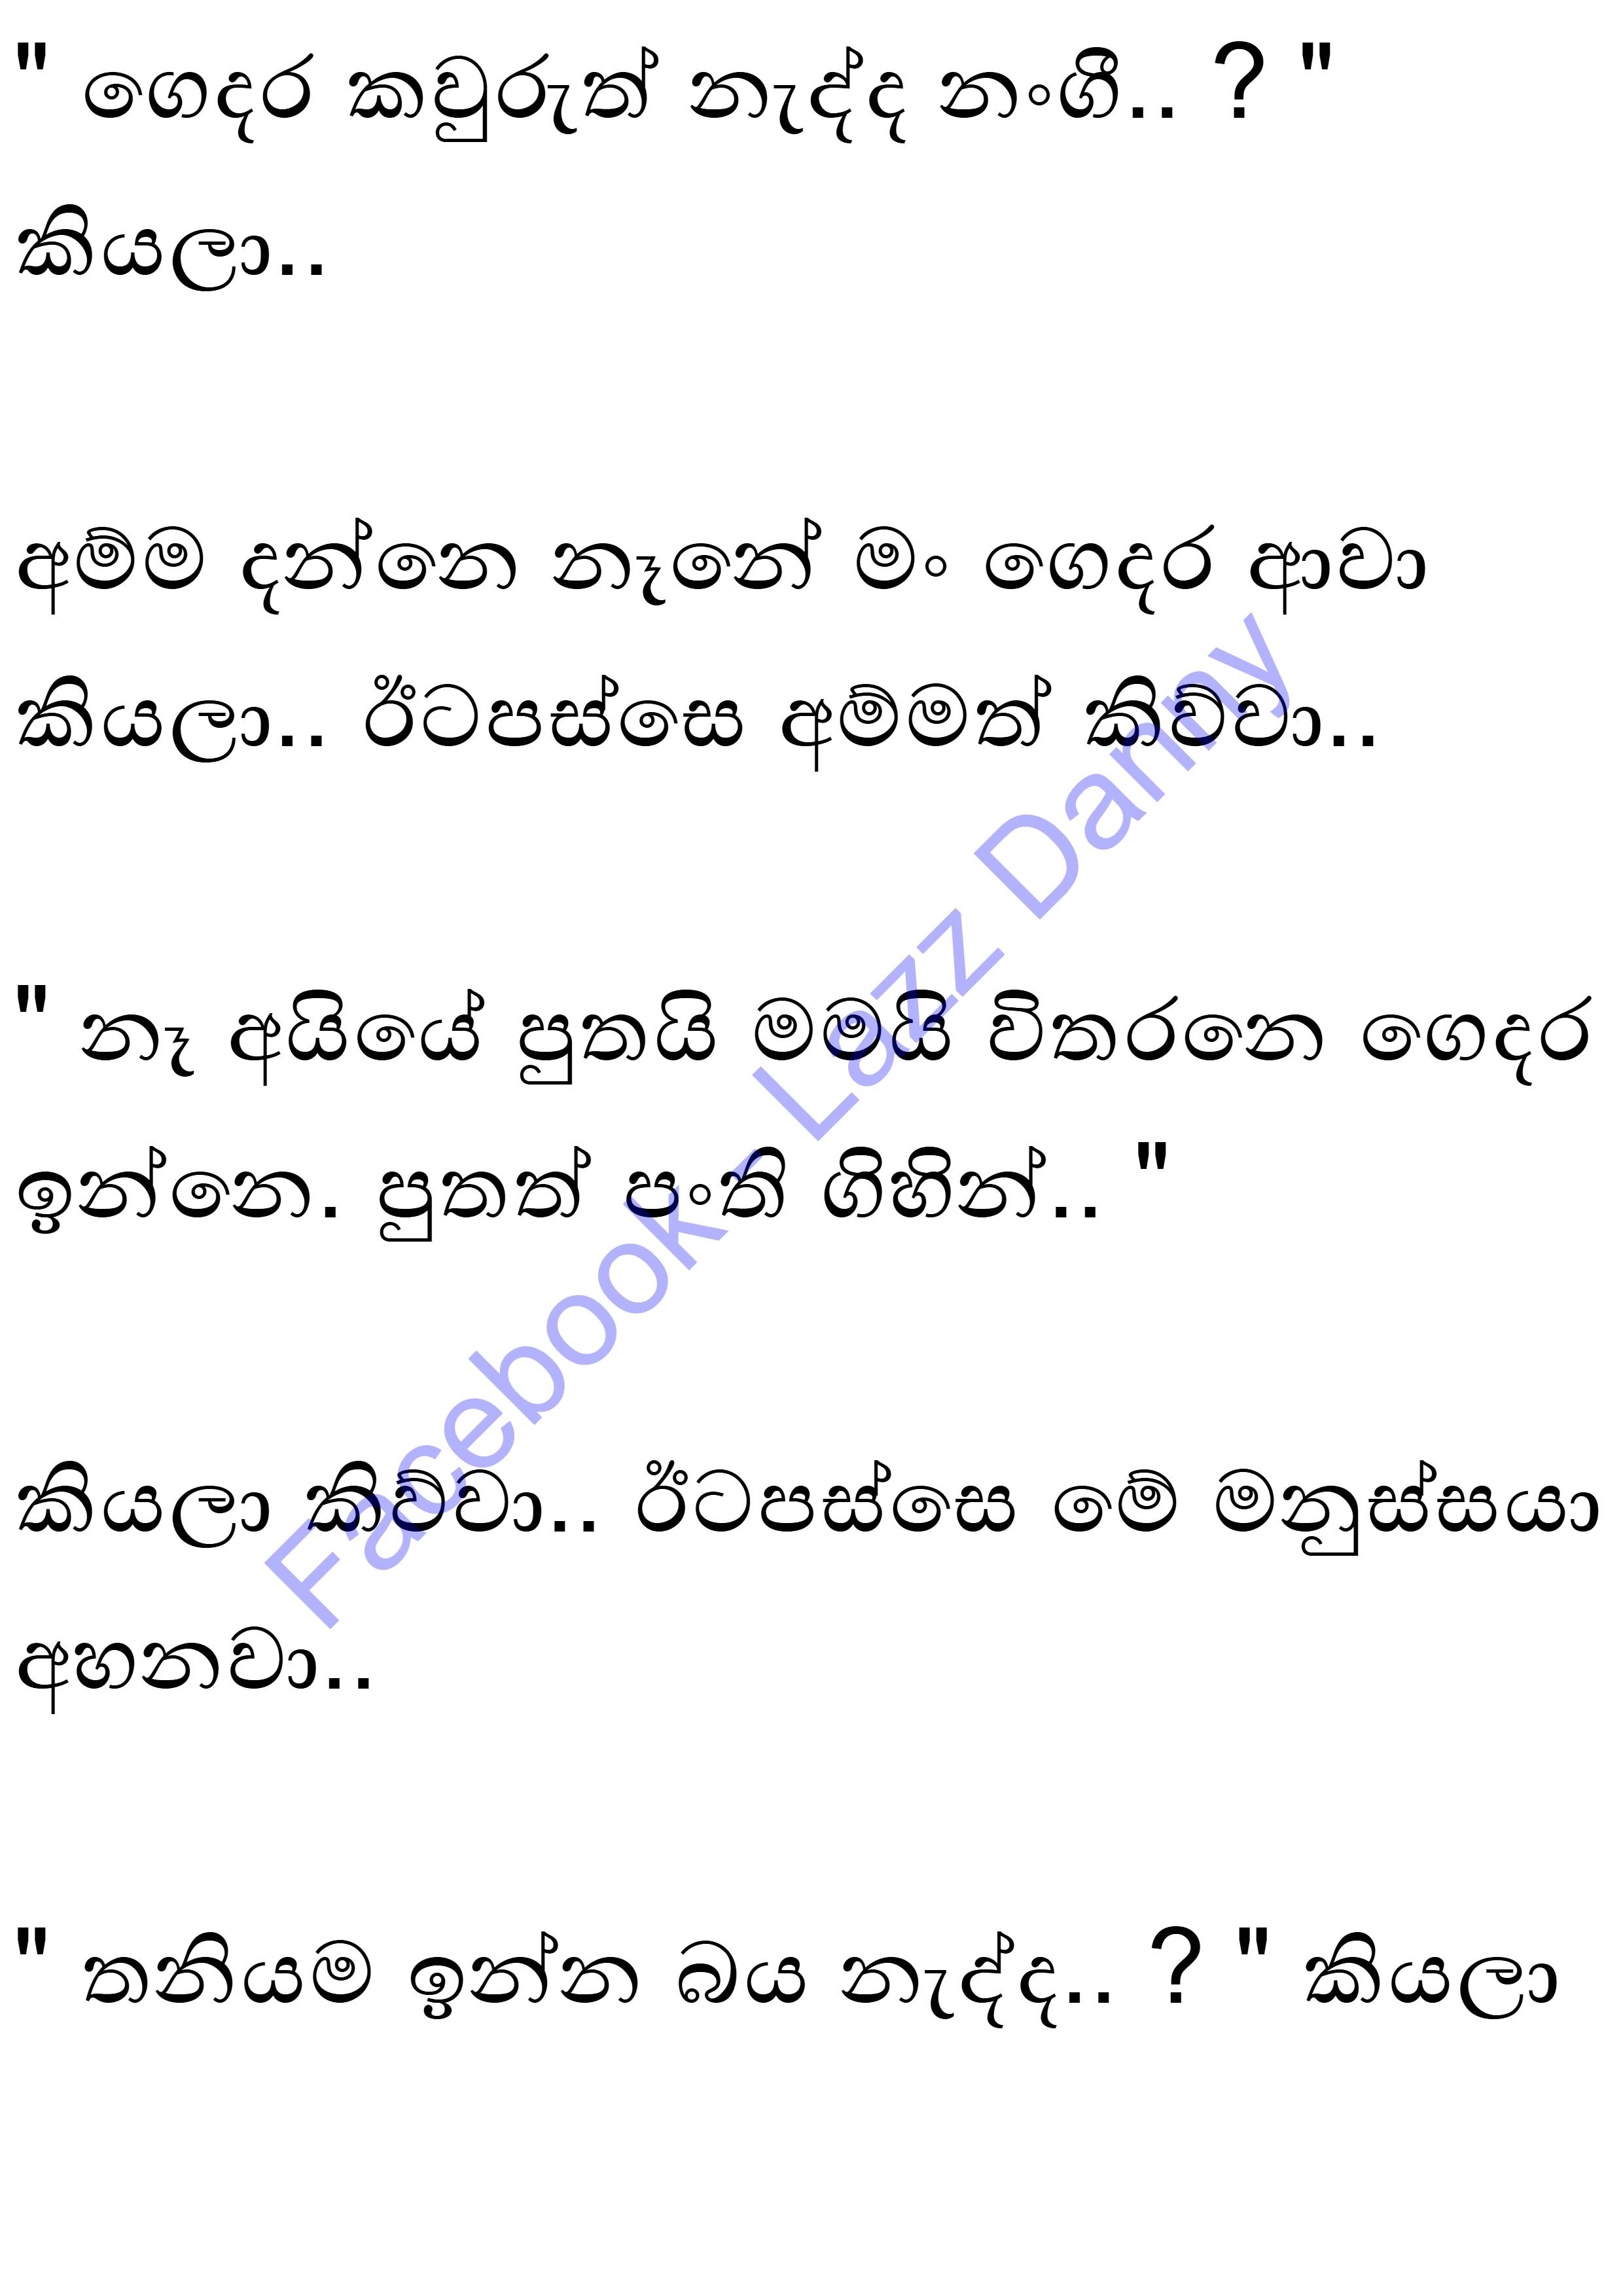 " ගෙදර කවුරුත් නැද්ද නංගී.. ? "
කියලා..
අම්ම දන්නෙ නෑනේ මං ගෙදර ආවා
කියලා.. ඊටපස්සෙ අම්මත් කිව්වා..
" නෑ අයියේ පුතයි මමයි විතරනෙ ගෙදර
ඉන්නෙ. පුතත් පංති ගිහින්.. "
කියලා කිව්වා.. ඊටපස්සෙ මේ මනුස්සයා
අහනවා..
" තනියම ඉන්න බය නැද්ද.. ? " කියලා
Facebook - Lazz Danny